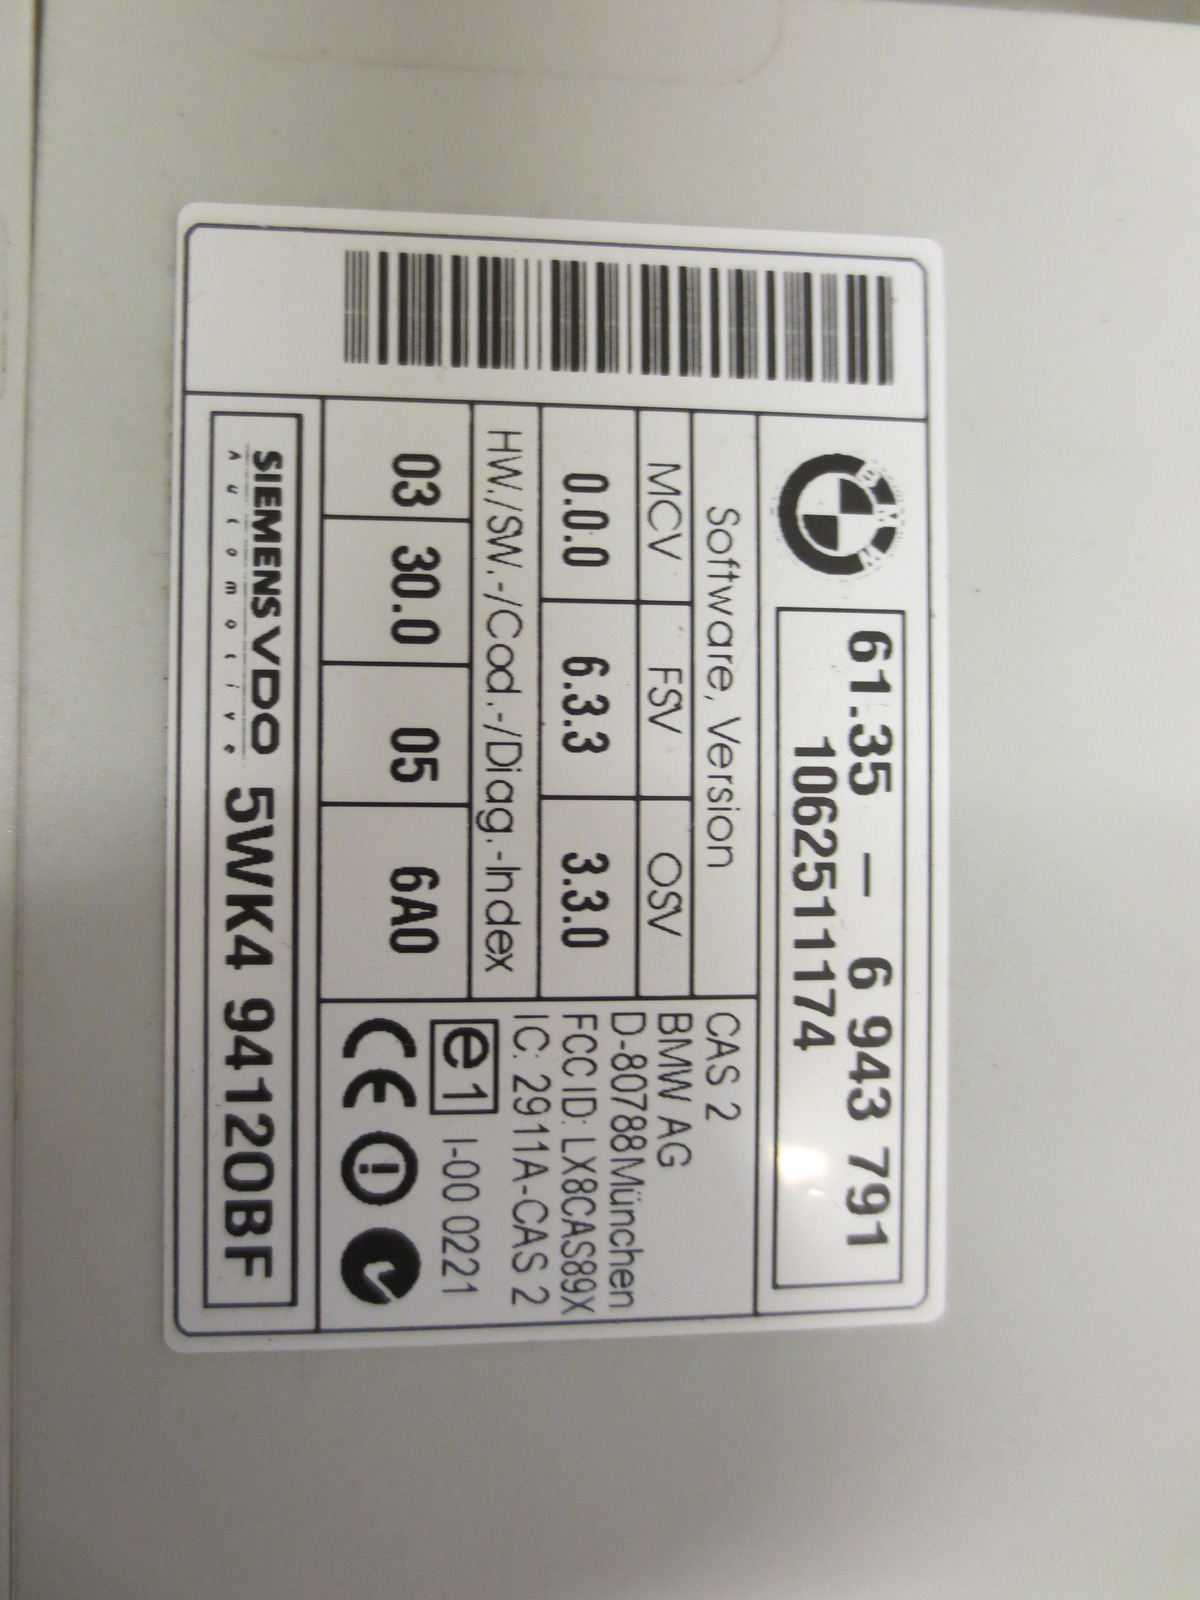 BMW
61.35 – 6 943 791
1062511174
Software, Version
MCV FSV OSV
0.0.0 6.3.3 3.3.0
HW./SW.-/Cod.-/Diag.-Index
03 30.0 05 6A0
CAS 2
BMW AG
D-80788München
FCC ID: LX8CAS89X
IC: 2911A-CAS 2
e1 I-00 0221
CE
SIEMENS VDO 5WK4 94120BF
Automotive